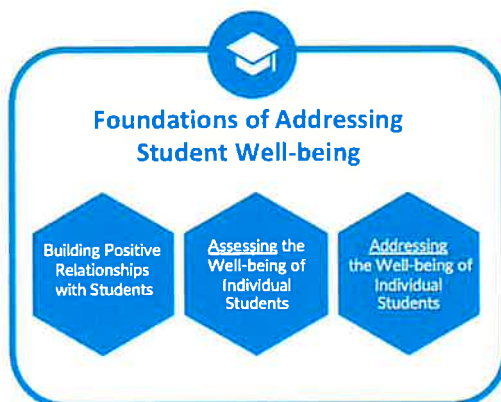 Foundations of Addressing
Student Well-being
Building Positive
Relationships
with Students
Assessing the
Well-being of
Individual
Students
Addressing
the Well-being of
Individual
Students